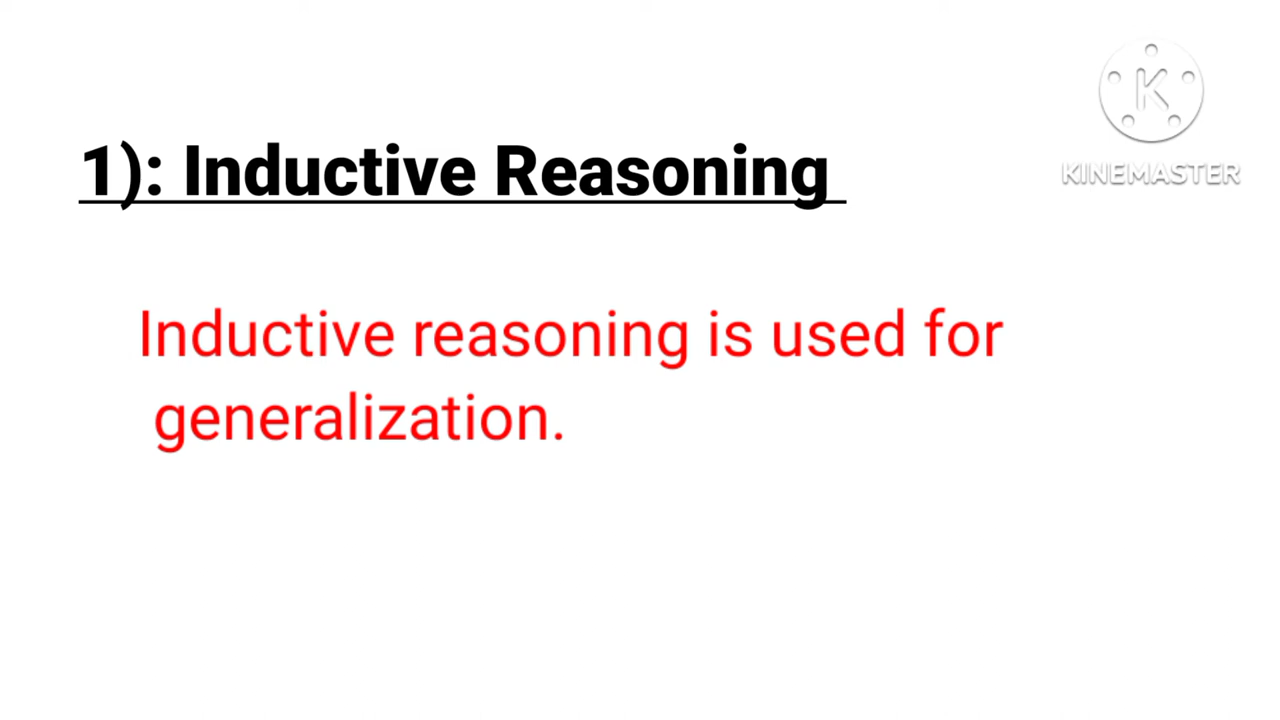 K
KINEMASTER
1): Inductive Reasoning
Inductive reasoning is used for
generalization.